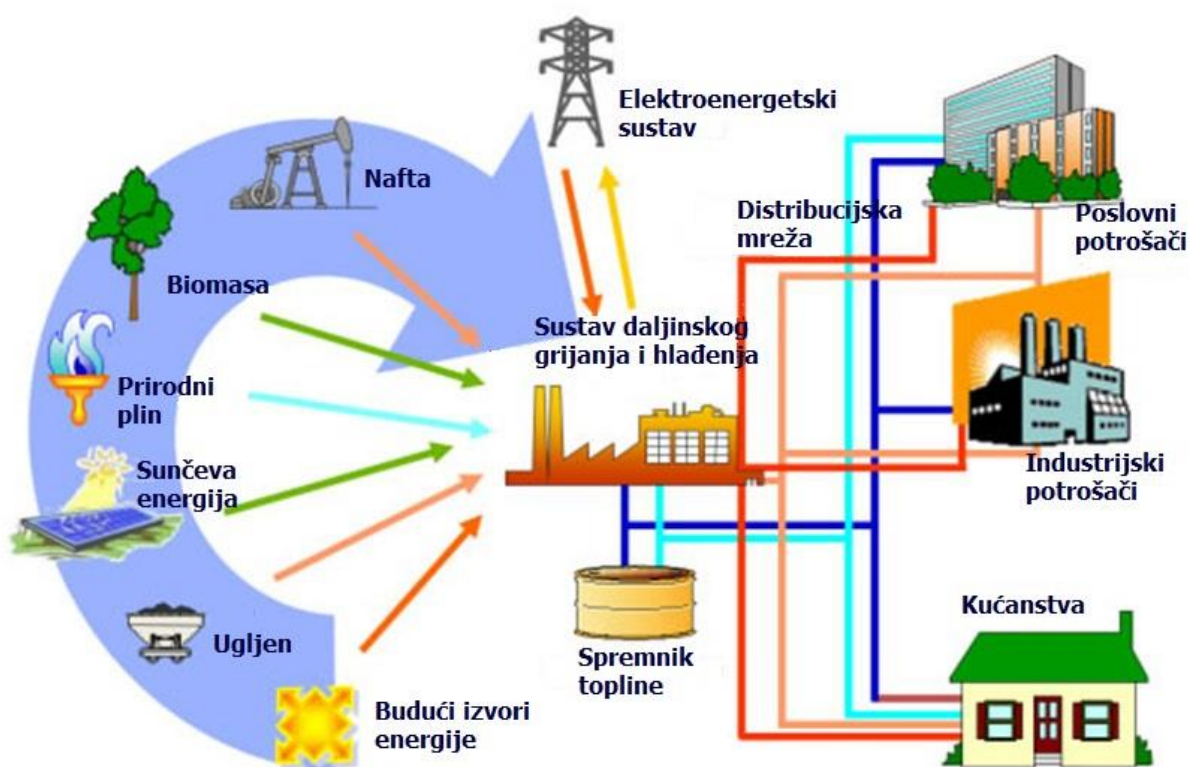 Elektroenergetski
sustav
Nafta
Distribucijska
mreža
Poslovni
potrošači
Biomasa
Sustav daljinskog
grijanja i hlađenja
Prirodni
plin
Sunčeva
energija
Industrijski
potrošači
Kućanstva
Ugljen
Spremnik
topline
Budući izvori
energije